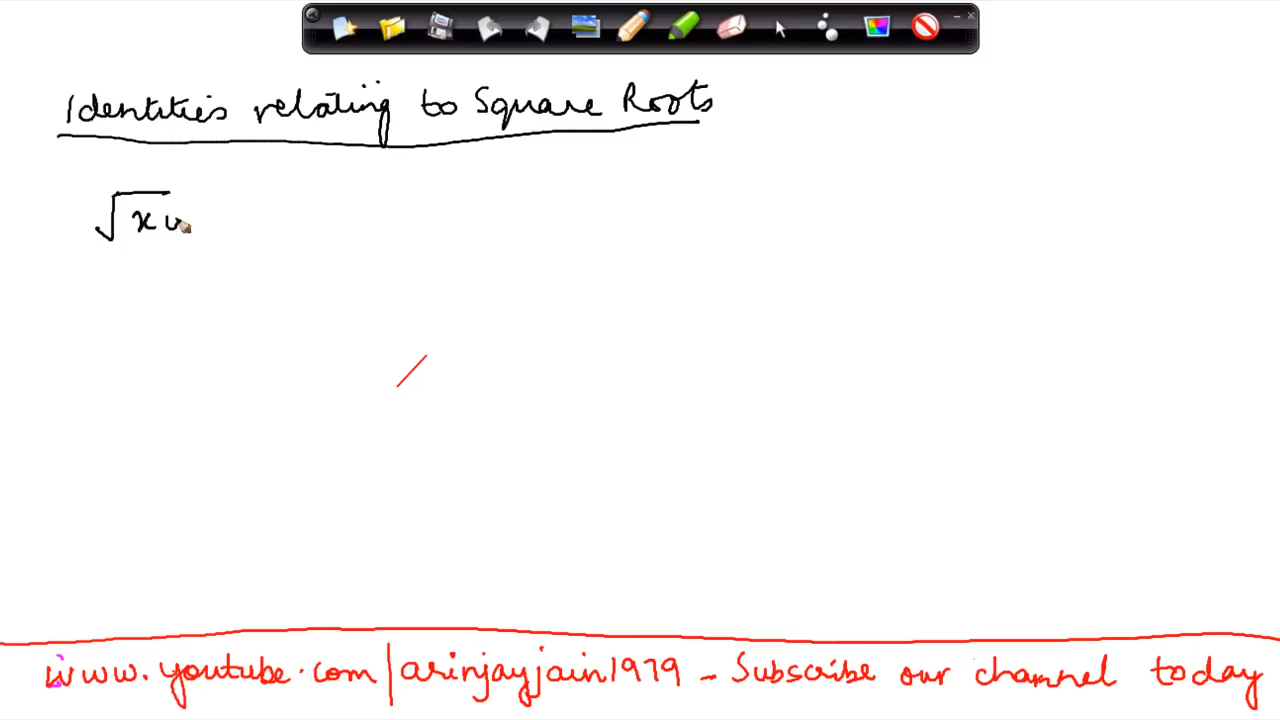 Identities relating to Square Roots
√x
www.youtube.com/arinjayjain1979 - Subscribe our channel today